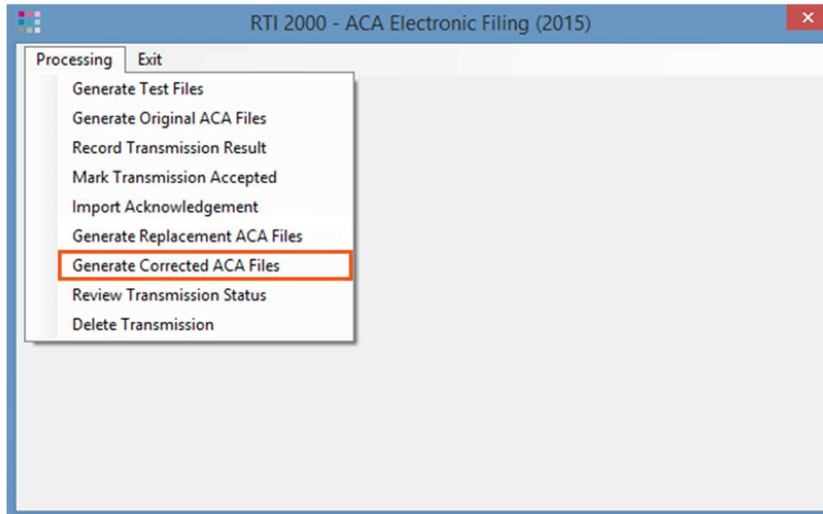 RTI 2000 - ACA Electronic Filing (2015)
Processing Exit
Generate Test Files
Generate Original ACA Files
Record Transmission Result
Mark Transmission Accepted
Import Acknowledgement
Generate Replacement ACA Files
Generate Corrected ACA Files
Review Transmission Status
Delete Transmission